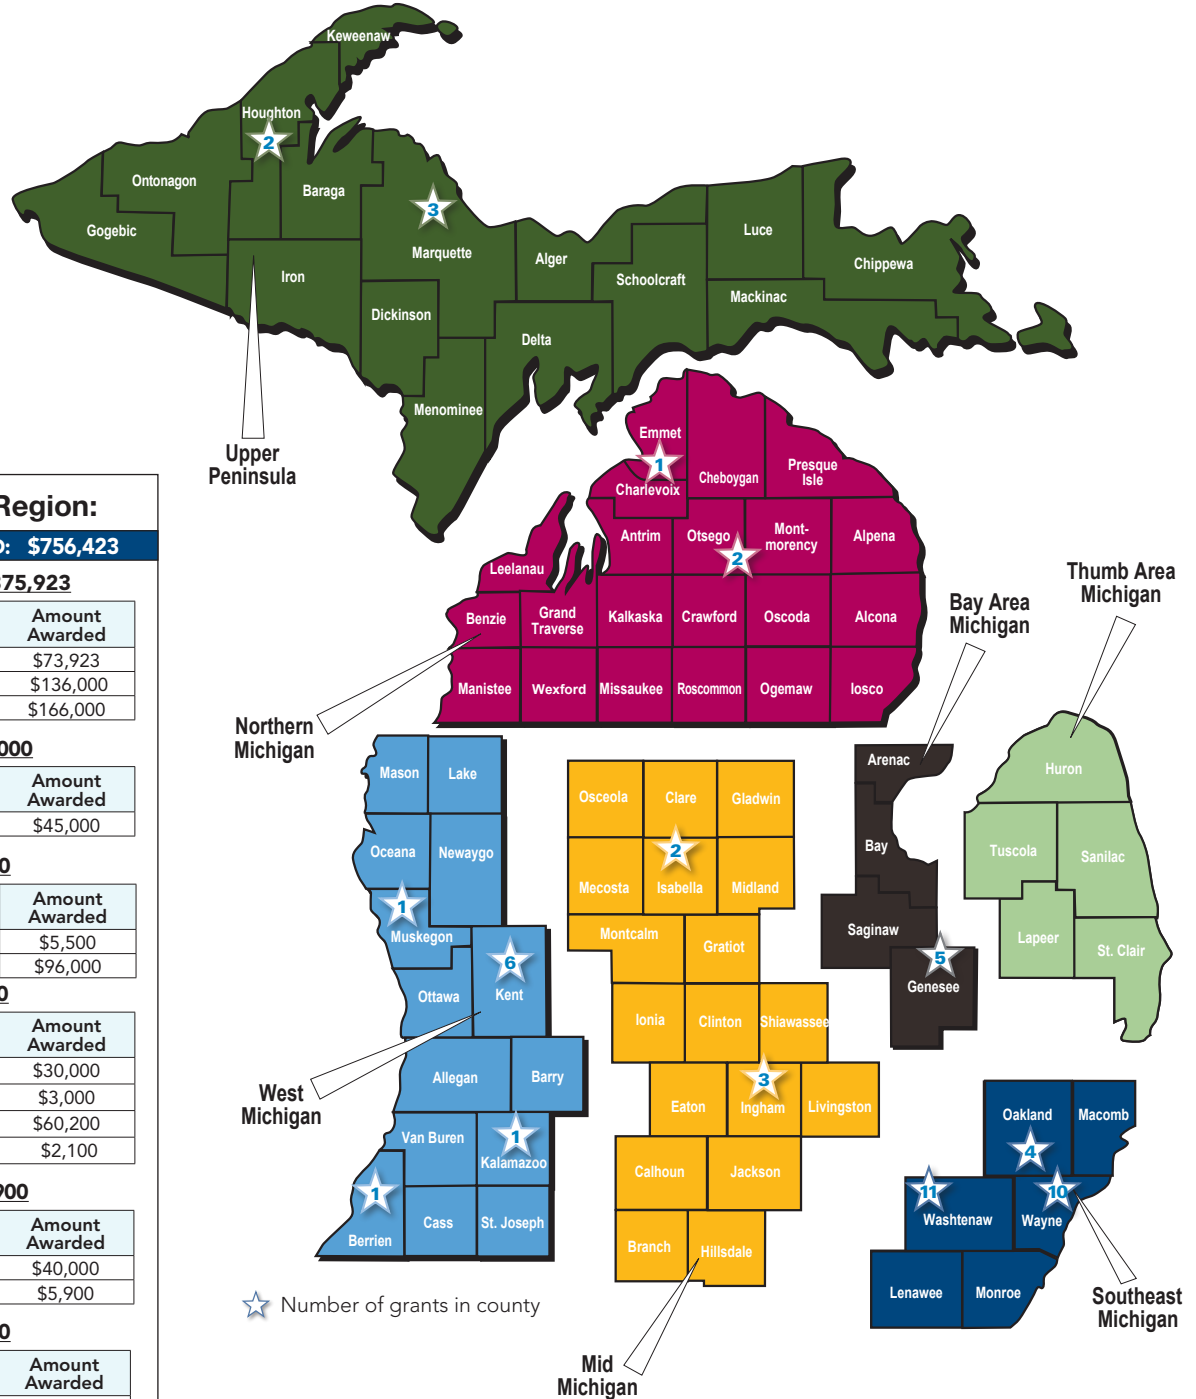 Keweenaw
Houghton
2
Ontonagon
Baraga
3
Gogebic
Marquette
Luce
Alger
Chippewa
Iron
Schoolcraft
Mackinac
Dickinson
Delta
Menominee
Upper
Peninsula
Emmet
1
Charlevoix
Cheboygan
Presque
Isle
Antrim
Otsego
2
Mont-
morency
Alpena
Leelanau
Benzie
Grand
Traverse
Kalkaska
Crawford
Oscoda
Alcona
Manistee
Wexford
Missaukee
Roscommon
Ogemaw
Iosco
Northern
Michigan
Bay Area
Michigan
Thumb Area
Michigan
Region:
$756,423
75,923
Amount
Awarded
$73,923
$136,000
$166,000
000
Amount
Awarded
$45,000
0
Amount
Awarded
$5,500
$96,000
0
Amount
Awarded
$30,000
$3,000
$60,200
$2,100
900
Amount
Awarded
$40,000
$5,900
0
Amount
Awarded
Mason
Lake
Oceana
Newaygo
1
Muskegon
6
Kent
Ottawa
Allegan
Barry
West
Michigan
Van Buren
1
Kalamazoo
1
Berrien
Cass
St. Joseph
Number of grants in county
Osceola
Clare
Gladwin
2
Mecosta
Isabella
Midland
Montcalm
Gratiot
Ionia
Clinton
Shiawassee
3
Eaton
Ingham
Livingston
Calhoun
Jackson
Branch
Hillsdale
Mid
Michigan
Arenac
Bay
Saginaw
5
Genesee
Huron
Tuscola
Sanilac
Lapeer
St. Clair
Oakland
4
Macomb
11
Washtenaw
10
Wayne
Lenawee
Monroe
Southeast
Michigan